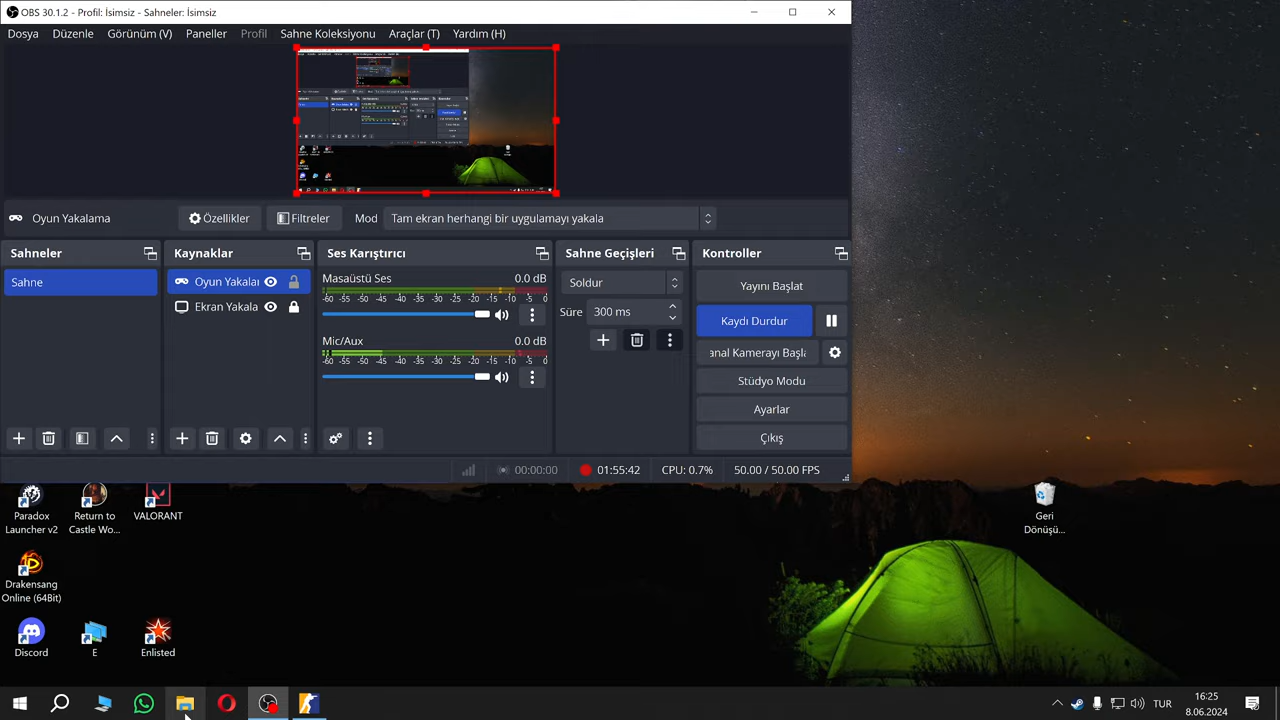 OBS 30.1.2 - Profil: İsimsiz - Sahneler: İsimsiz
Dosya Düzenle Görünüm (V) Paneller Profil Sahne Koleksiyonu Araçlar (T) Yardım (H)
Oyun Yakalama Özellikler Filtreler Mod Tam ekran herhangi bir uygulamayı yakala
Sahneler Kaynaklar Ses Karıştırıcı Sahne Geçişleri Kontroller
Sahne
Oyun Yakalaı
Ekran Yakala
Masaüstü Ses 0.0 dB
-60 -55 -50 -45 -40 -35 -30 -25 -20 -15 -10 -5 0
Mic/Aux 0.0 dB
-60 -55 -50 -45 -40 -35 -30 -25 -20 -15 -10 -5 0
Soldur
Süre 300 ms
Yayını Başlat
Kaydı Durdur
anal Kamerayı Başla
Stüdyo Modu
Ayarlar
Çıkış
00:00:00 01:55:42 CPU: 0.7% 50.00 / 50.00 FPS
Paradox
Launcher v2
Return to
Castle Wo...
VALORANT
Geri
Dönüşü...
Drakensang
Online (64Bit)
Discord
E
Enlisted
TUR
16:25
8.06.2024